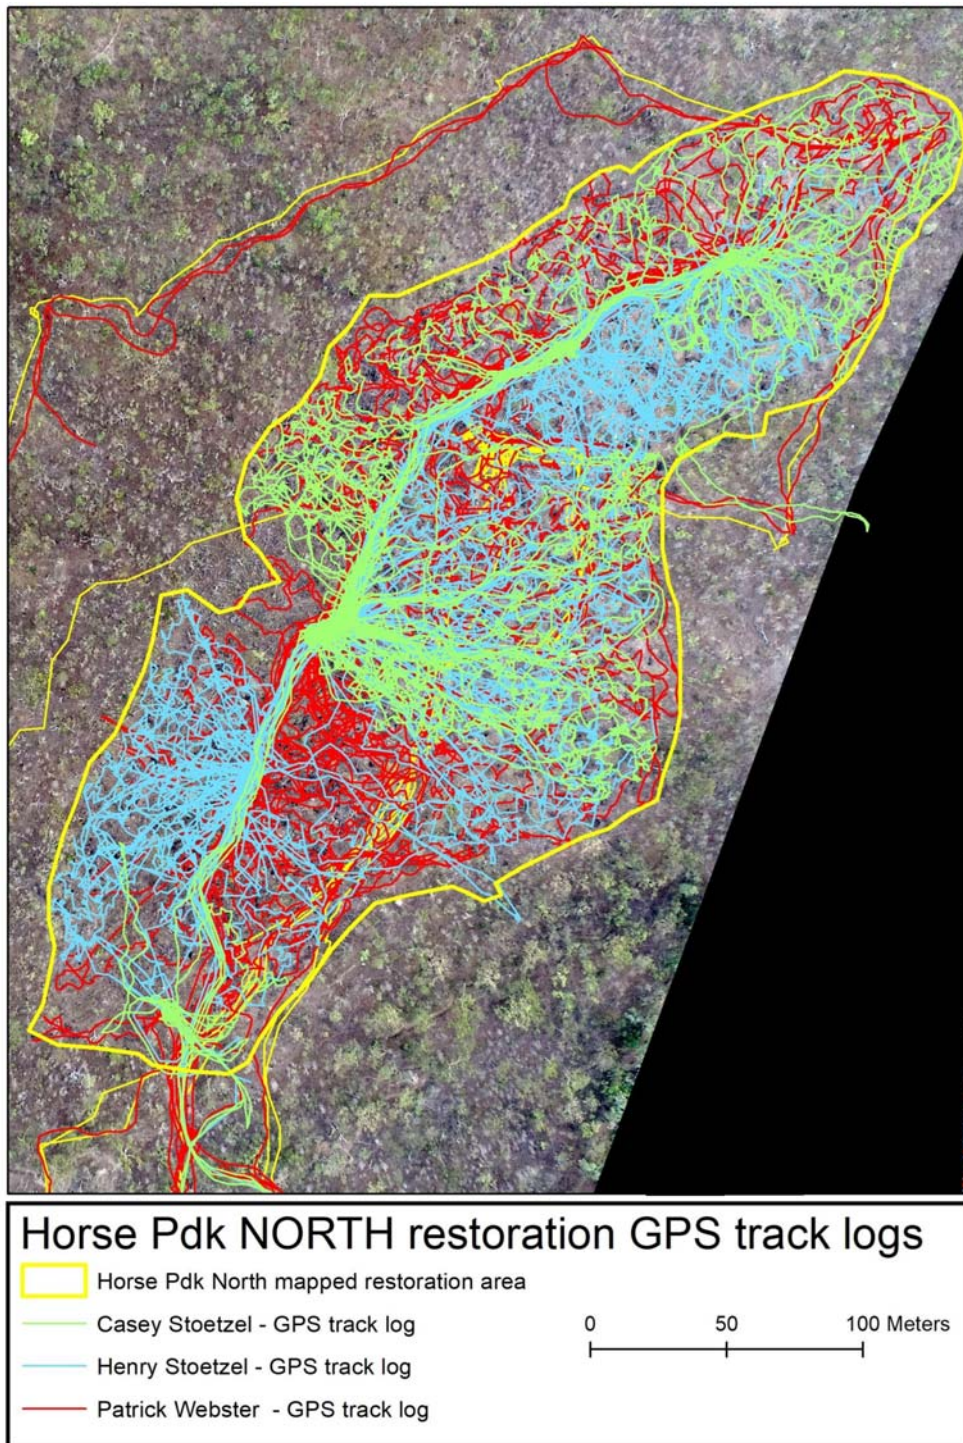 Horse Pdk NORTH restoration GPS track logs
Horse Pdk North mapped restoration area
Casey Stoetzel - GPS track log
Henry Stoetzel - GPS track log
Patrick Webster  - GPS track log
0 50 100 Meters